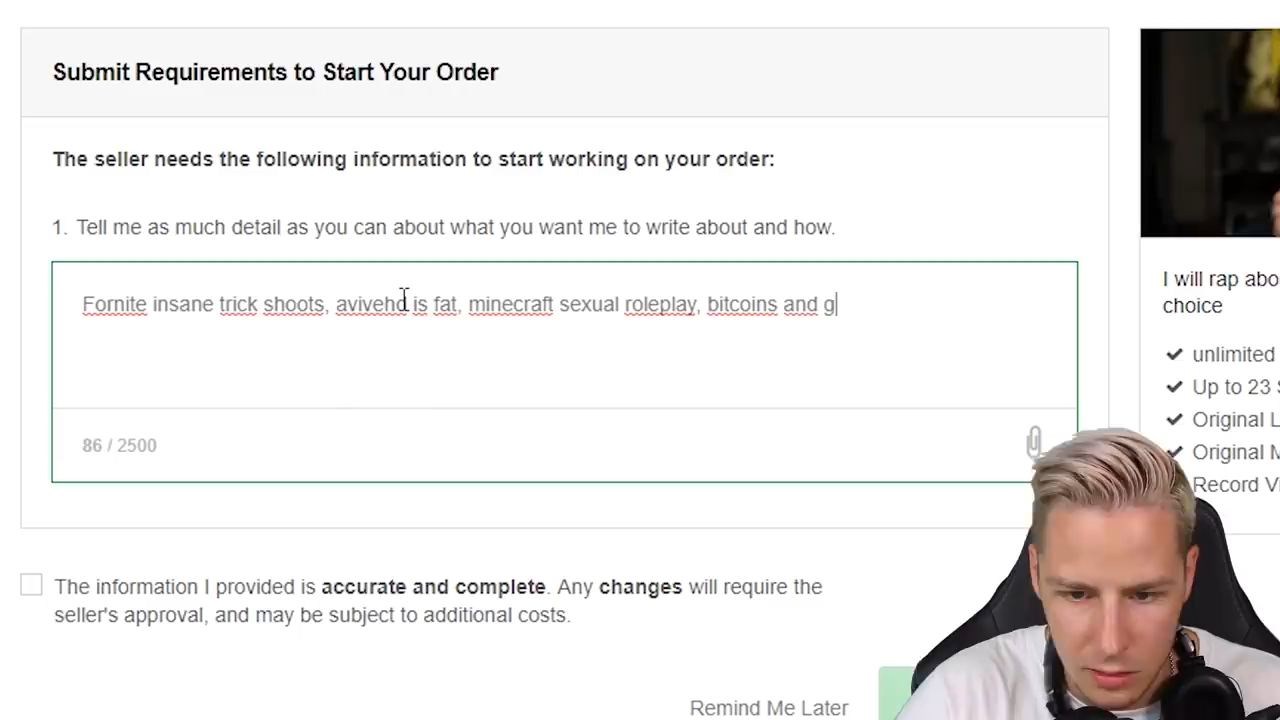 Submit Requirements to Start Your Order
The seller needs the following information to start working on your order:
1. Tell me as much detail as you can about what you want me to write about and how.
Fornite insane trick shoots, avivehd is fat, minecraft sexual roleplay, bitcoins and g
86 / 2500
The information I provided is accurate and complete. Any changes will require the
seller's approval, and may be subject to additional costs.
Remind Me Later
I will rap abo
choice
unlimited
Up to 23 S
Original L
Original M
Record Vi